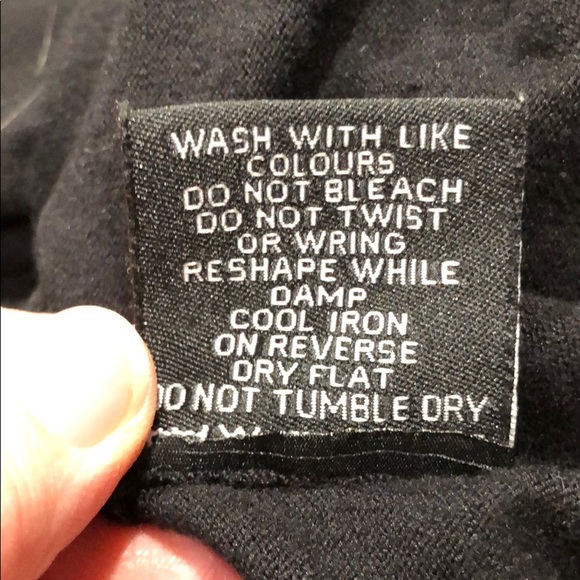 WASH WITH LIKE
COLOURS
DO NOT BLEACH
DO NOT TWIST
OR WRING
RESHAPE WHILE
DAMP
COOL IRON
ON REVERSE
DRY FLAT
DO NOT TUMBLE DRY